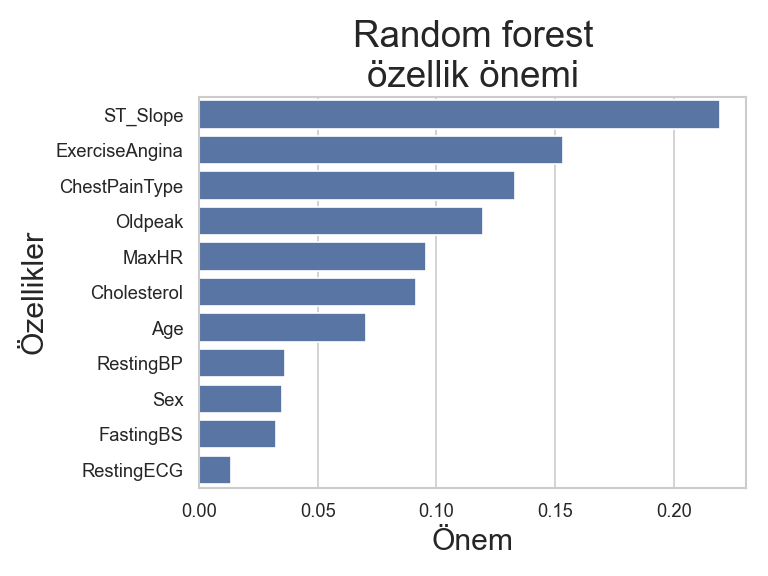 Random forest
özellik önemi
ST_Slope
ExerciseAngina
ChestPainType
Oldpeak
MaxHR
Cholesterol
Age
RestingBP
Sex
FastingBS
RestingECG
Özellikler
0.00 0.05 0.10 0.15 0.20
Önem